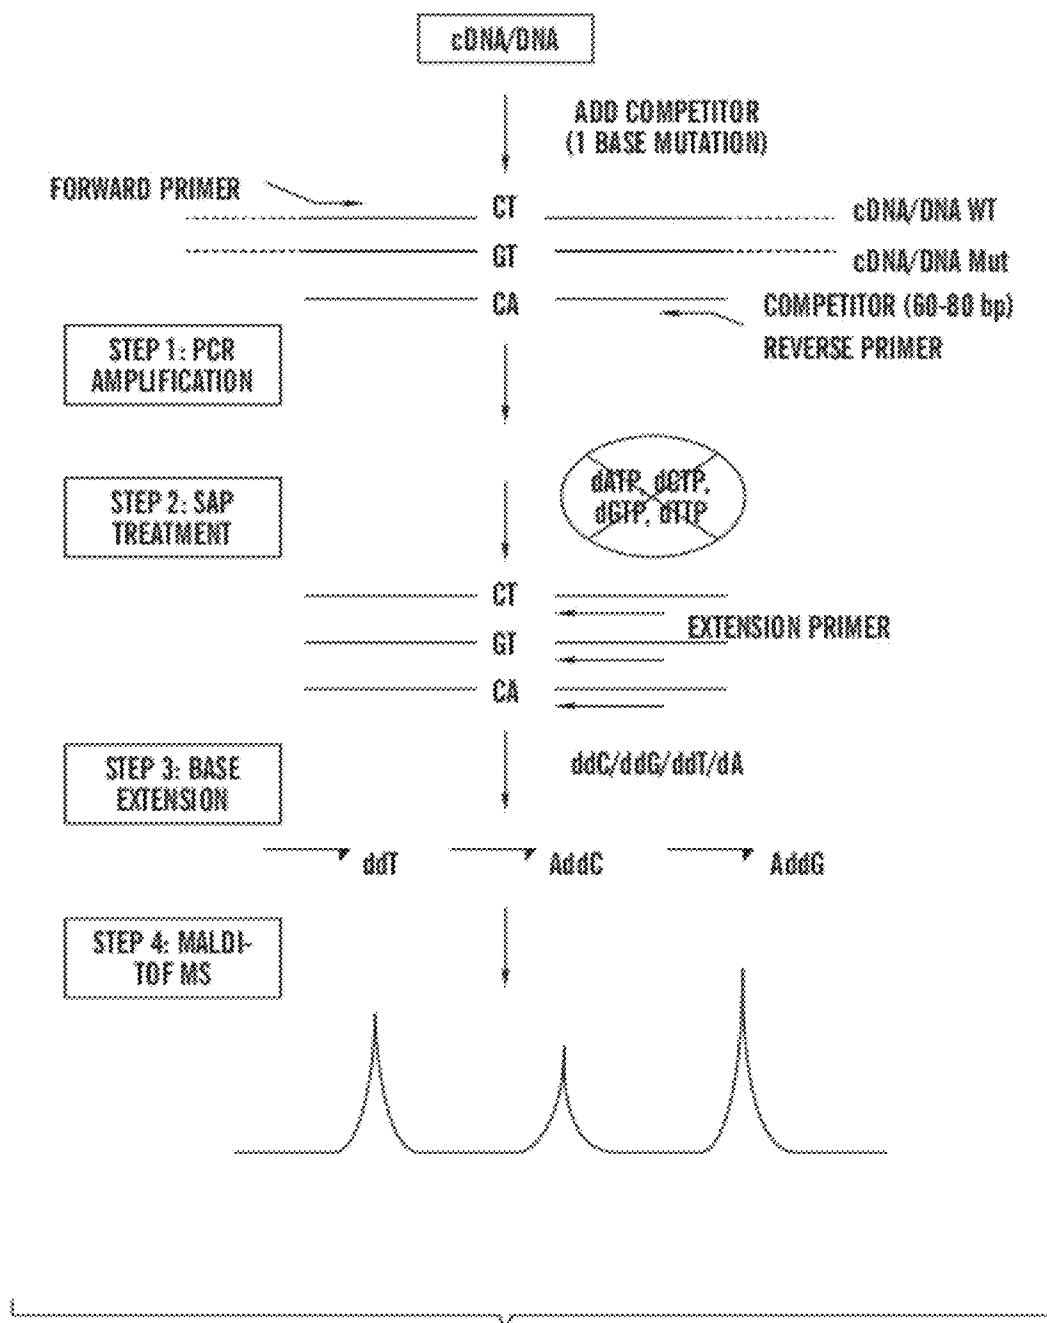 cDNA/DNA
ADD COMPETITOR
(1 BASE MUTATION)
FORWARD PRIMER
CT
cDNA/DNA WT
GT
cDNA/DNA Mut
CA
COMPETITOR (60-80 bp)
REVERSE PRIMER
STEP 1: PCR
AMPLIFICATION
STEP 2: SAP
TREATMENT
dATP, dCTP,
dGTP, dTTP
CT
EXTENSION PRIMER
GT
CA
STEP 3: BASE
EXTENSION
ddC/ddG/ddT/dA
ddT
AddC
AddG
STEP 4: MALDI-
TOF MS